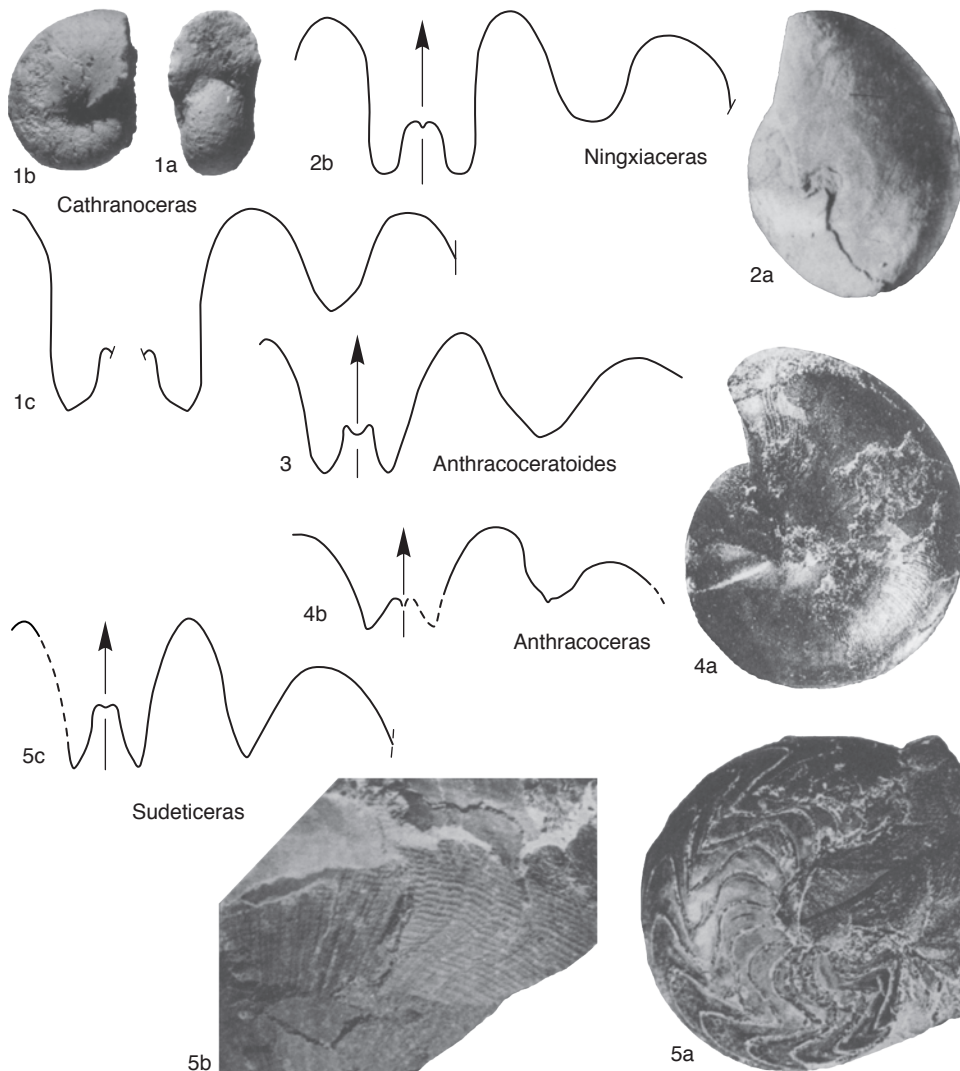 1b
1a
Cathranoceras
2b
Ningxiaceras
2a
1c
3
Anthracoceratoides
4b
Anthracoceras
4a
5c
Sudeticeras
5b
5a